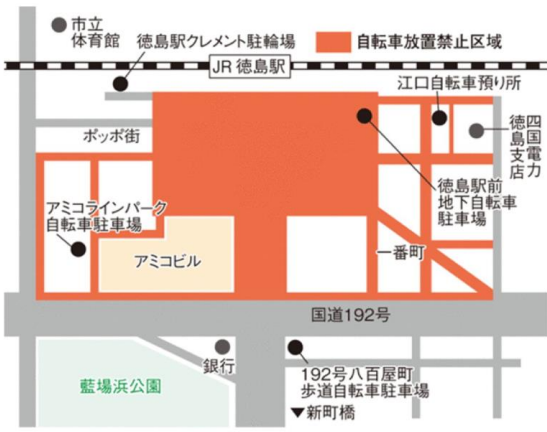 市立
体育館
徳島駅クレメント駐輪場
自転車放置禁止区域
JR 徳島駅
江口自転車預り所
ポッポ街
四国電力
徳島支店
徳島駅前
地下自転車
駐車場
アミコラインパーク
自転車駐車場
アミコビル
一番町
国道192号
銀行
192号八百屋町
歩道自転車駐車場
藍場浜公園
▼新町橋